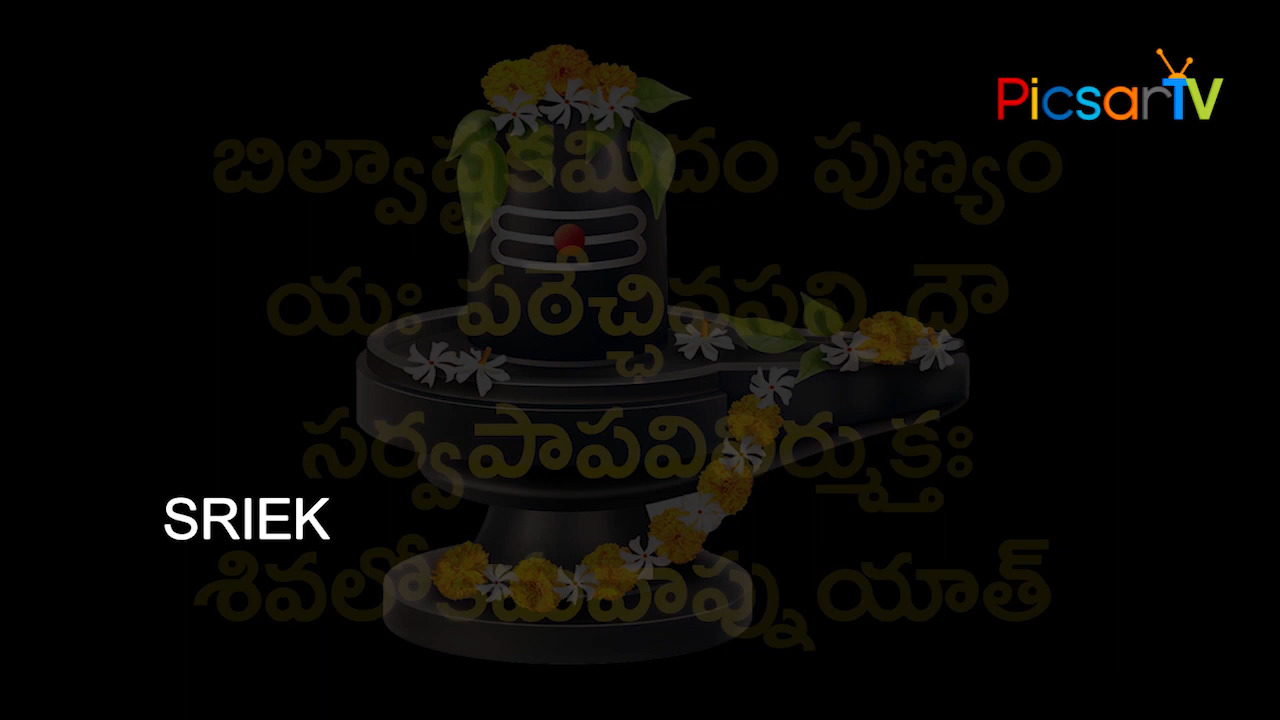 PicsarTV
బిల్వాష్టకమిదం పుణ్యం
యః పఠేచ్ఛివసన్ని ధౌ
సర్వపాపవినిర్ముక్తః
SRIEK
శివలోకమవాప్నుయాత్